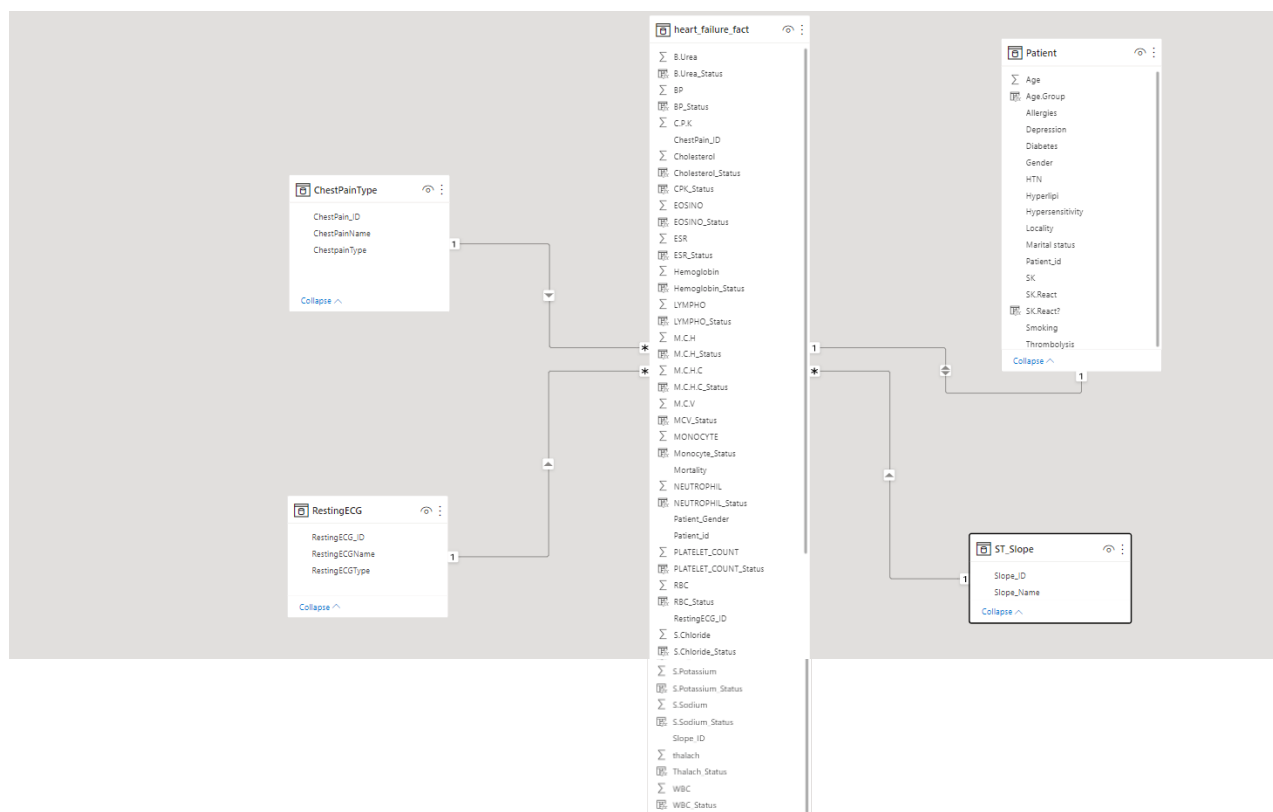 heart_failure_fact
B.Urea
B.Urea_Status
BP
BP_Status
C.P.K
ChestPain_ID
Cholesterol
Cholesterol_Status
CPK_Status
EOSINO
EOSINO_Status
ESR
ESR_Status
Hemoglobin
Hemoglobin_Status
LYMPHO
LYMPHO_Status
M.C.H
M.C.H_Status
M.C.H.C
M.C.H.C_Status
M.C.V
MCV_Status
MONOCYTE
Monocyte_Status
Mortality
NEUTROPHIL
NEUTROPHIL_Status
Patient_Gender
Patient_id
PLATELET_COUNT
PLATELET_COUNT_Status
RBC
RBC_Status
RestingECG_ID
S.Chloride
S.Chloride_Status
S.Potassium
S.Potassium_Status
S.Sodium
S.Sodium_Status
Slope_ID
thalach
Thalach_Status
WBC
WBC_Status
Patient
Age
Age.Group
Allergies
Depression
Diabetes
Gender
HTN
Hyperlipi
Hypersensitivity
Locality
Marital status
Patient_id
SK
SK.React
SK.React?
Smoking
Thrombolysis
Collapse
ChestPainType
ChestPain_ID
ChestPainName
ChestpainType
Collapse
RestingECG
RestingECG_ID
RestingECGName
RestingECGType
Collapse
ST_Slope
Slope_ID
Slope_Name
Collapse
1
*
1
*
1
1
*
1